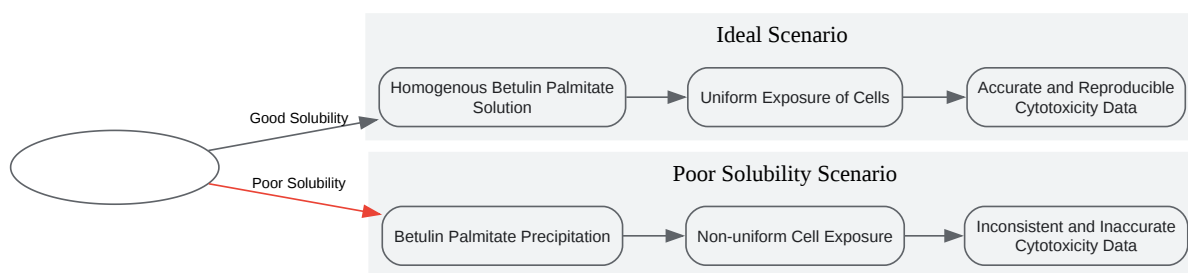 Ideal Scenario
Homogenous Betulin Palmitate
Solution
Uniform Exposure of Cells
Accurate and Reproducible
Cytotoxicity Data
Good Solubility
Poor Solubility
Poor Solubility Scenario
Betulin Palmitate Precipitation
Non-uniform Cell Exposure
Inconsistent and Inaccurate
Cytotoxicity Data